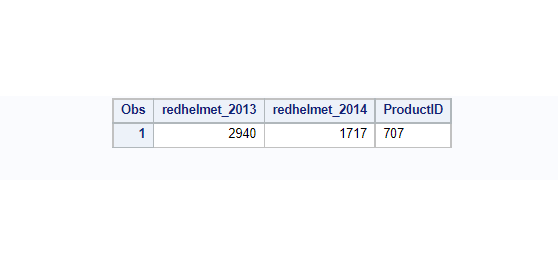 Obs redhelmet_2013 redhelmet_2014 ProductID
1 2940 1717 707